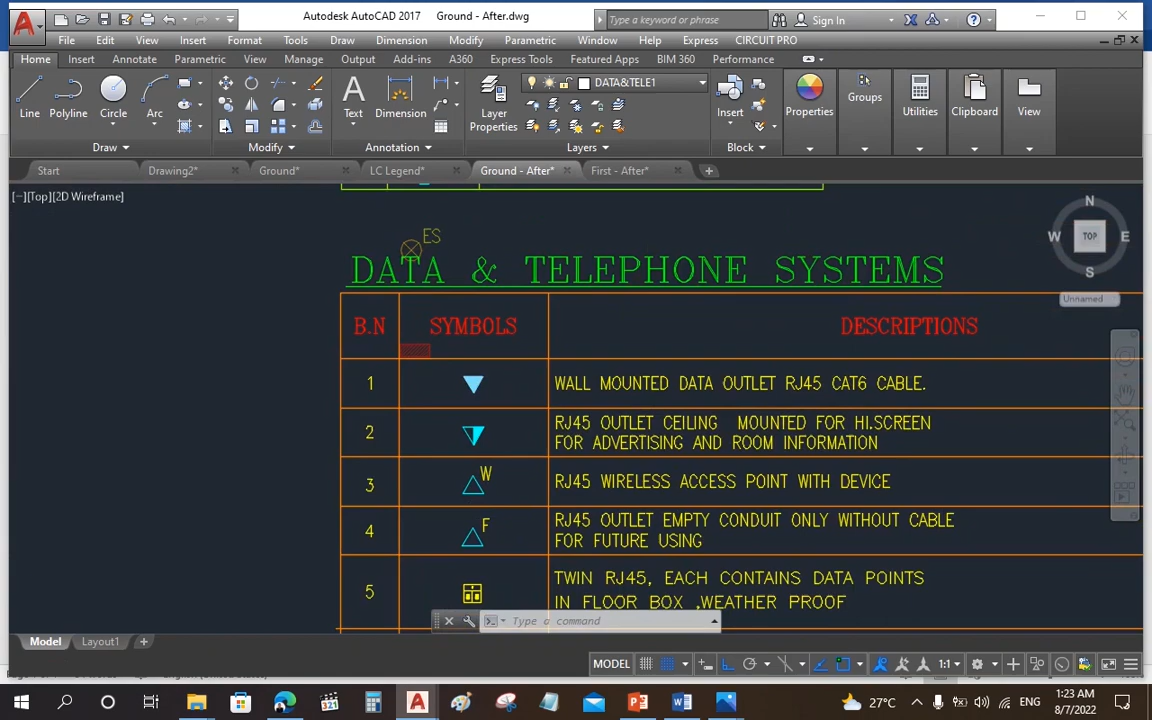 Autodesk AutoCAD 2017    Ground - After.dwg
Type a keyword or phrase
Sign In
File Edit View Insert Format Tools Draw Dimension Modify Parametric Window Help Express CIRCUIT PRO
Home Insert Annotate Parametric View Manage Output Add-ins A360 Express Tools Featured Apps BIM 360 Performance
DATA&TELE1
Line Polyline Circle Arc Text Dimension Layer Properties Insert Properties Groups Utilities Clipboard View
Draw Modify Annotation Layers Block
Start Drawing2* Ground* LC Legend* Ground - After* First - After*
[−][Top][2D Wireframe]
N
W TOP E
S
Unnamed
ES
DATA & TELEPHONE SYSTEMS
B.N SYMBOLS DESCRIPTIONS
1 WALL MOUNTED DATA OUTLET RJ45 CAT6 CABLE.
2 RJ45 OUTLET CEILING MOUNTED FOR HI.SCREEN
FOR ADVERTISING AND ROOM INFORMATION
3 W RJ45 WIRELESS ACCESS POINT WITH DEVICE
4 F RJ45 OUTLET EMPTY CONDUIT ONLY WITHOUT CABLE
FOR FUTURE USING
5 TWIN RJ45, EACH CONTAINS DATA POINTS
IN FLOOR BOX ,WEATHER PROOF
Type a command
Model Layout1
MODEL 1:1
27°C ENG 1:23 AM
8/7/2022